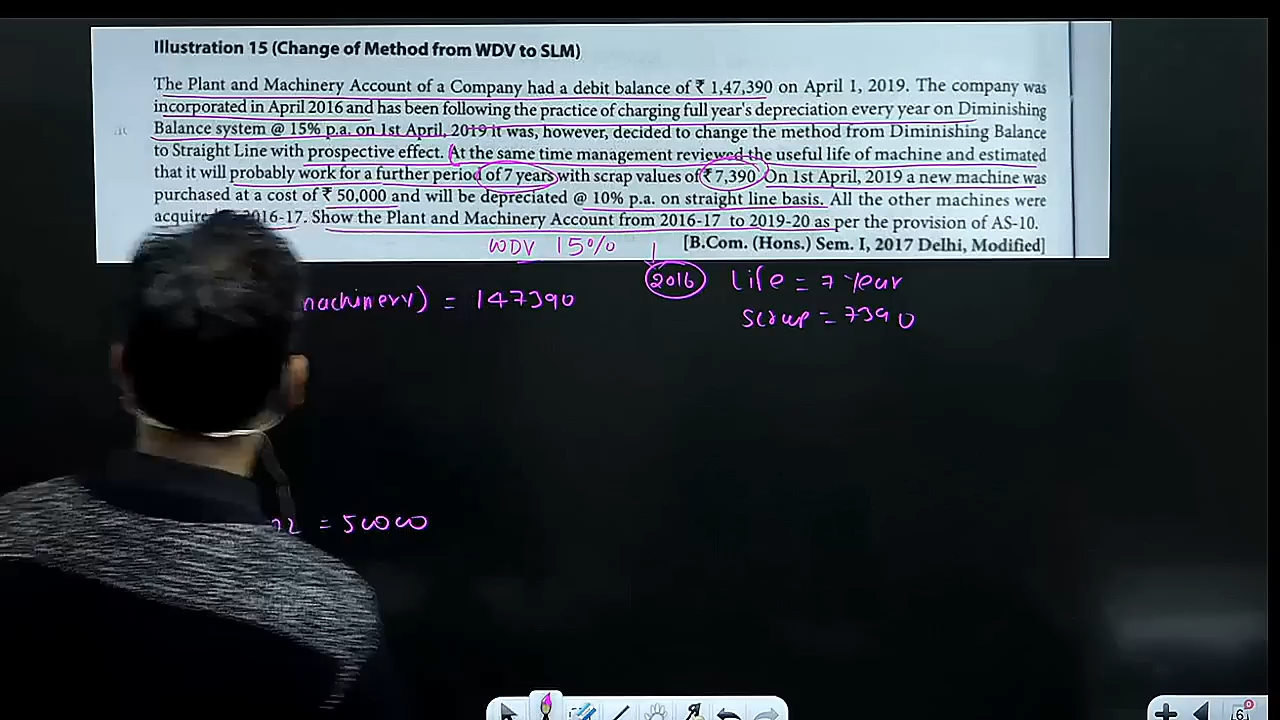 Illustration 15 (Change of Method from WDV to SLM)
The Plant and Machinery Account of a Company had a debit balance of ₹ 1,47,390 on April 1, 2019. The company was
incorporated in April 2016 and has been following the practice of charging full year's depreciation every year on Diminishing
Balance system @ 15% p.a. on 1st April, 2019 it was, however, decided to change the method from Diminishing Balance
to Straight Line with prospective effect. At the same time management reviewed the useful life of machine and estimated
that it will probably work for a further period of 7 years with scrap values of ₹ 7,390 On 1st April, 2019 a new machine was
purchased at a cost of ₹ 50,000 and will be depreciated @ 10% p.a. on straight line basis. All the other machines were
2016-17. Show the Plant and Machinery Account from 2016-17 to 2019-20 as per the provision of AS-10.
WDV 15% [B.Com. (Hons.) Sem. I, 2017 Delhi, Modified]
2016 Life = 7 year
machinery) = 147390
Scrap = 7390
= 50000